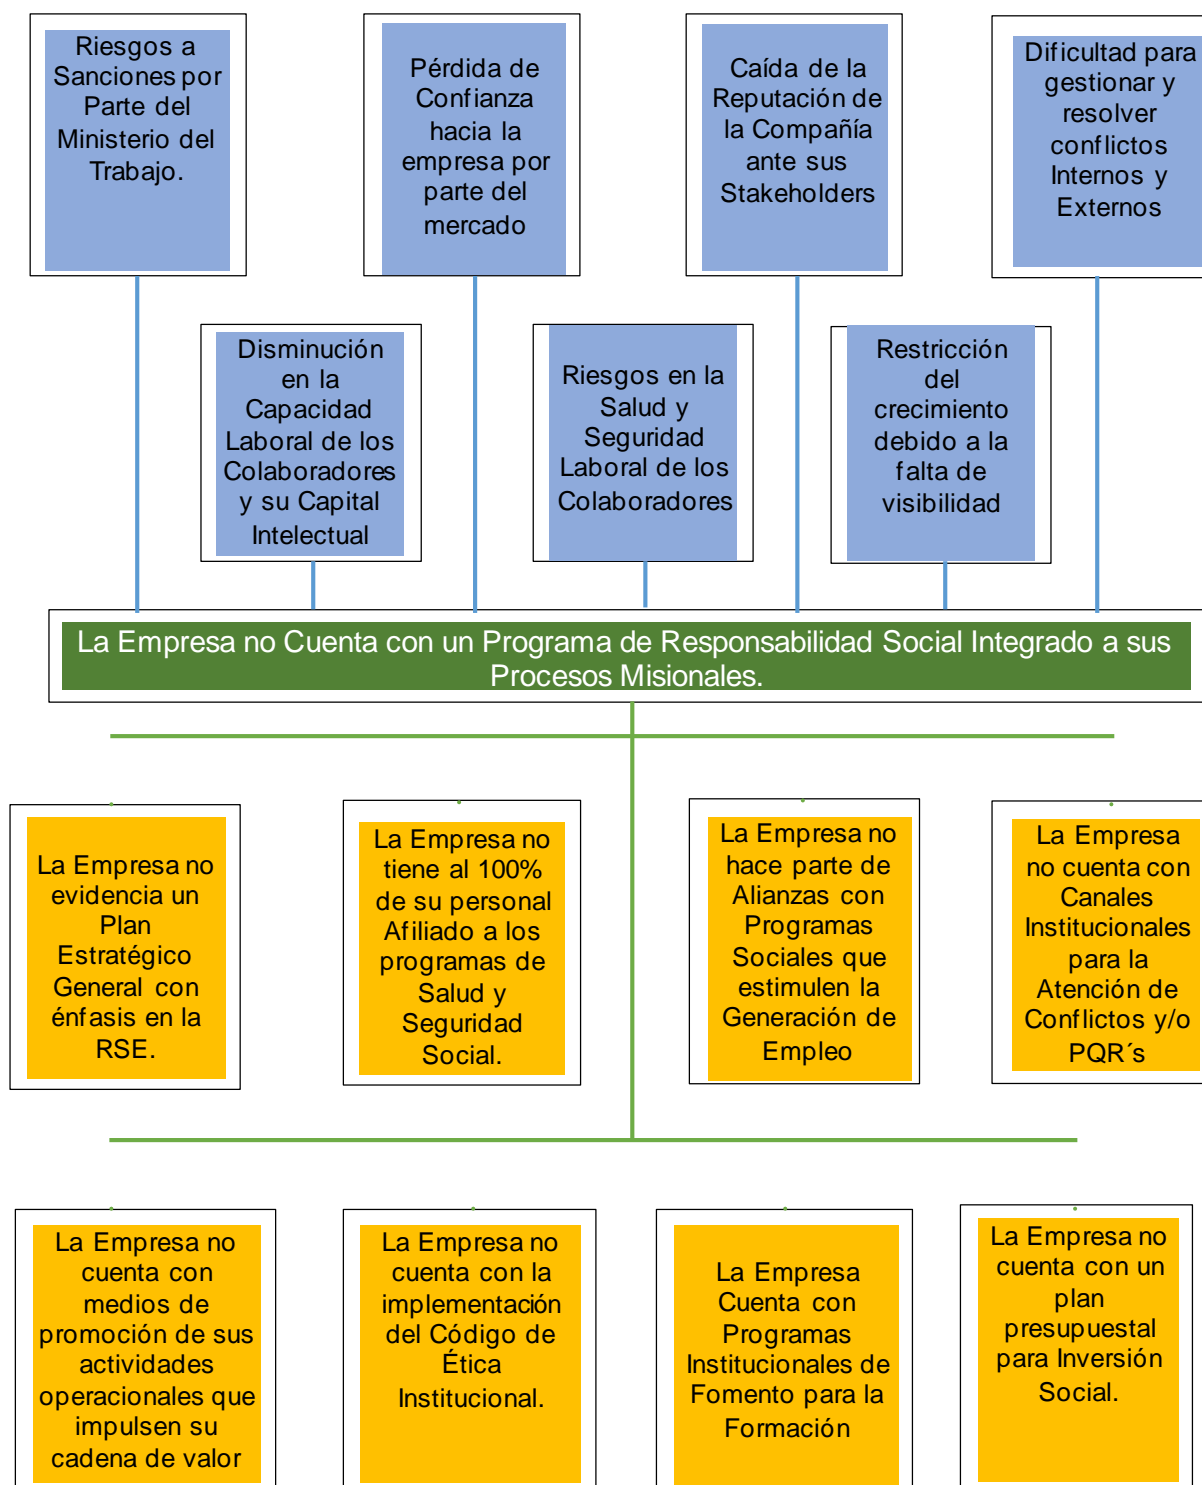 Riesgos a
Sanciones por
Parte del
Ministerio del
Trabajo.
Pérdida de
Confianza
hacia la
empresa por
parte del
mercado
Caída de la
Reputación de
la Compañía
ante sus
Stakeholders
Dificultad para
gestionar y
resolver
conflictos
Internos y
Externos
Disminución
en la
Capacidad
Laboral de los
Colaboradores
y su Capital
Intelectual
Riesgos en la
Salud y
Seguridad
Laboral de los
Colaboradores
Restricción
del
crecimiento
debido a la
falta de
visibilidad
La Empresa no Cuenta con un Programa de Responsabilidad Social Integrado a sus
Procesos Misionales.
La Empresa no
evidencia un
Plan
Estratégico
General con
énfasis en la
RSE.
La Empresa no
tiene al 100%
de su personal
Afiliado a los
programas de
Salud y
Seguridad
Social.
La Empresa no
hace parte de
Alianzas con
Programas
Sociales que
estimulen la
Generación de
Empleo
La Empresa
no cuenta con
Canales
Institucionales
para la
Atención de
Conflictos y/o
PQR´s
La Empresa no
cuenta con
medios de
promoción de sus
actividades
operacionales que
impulsen su
cadena de valor
La Empresa no
cuenta con la
implementación
del Código de
Ética
Institucional.
La Empresa
Cuenta con
Programas
Institucionales de
Fomento para la
Formación
La Empresa no
cuenta con un
plan
presupuestal
para Inversión
Social.